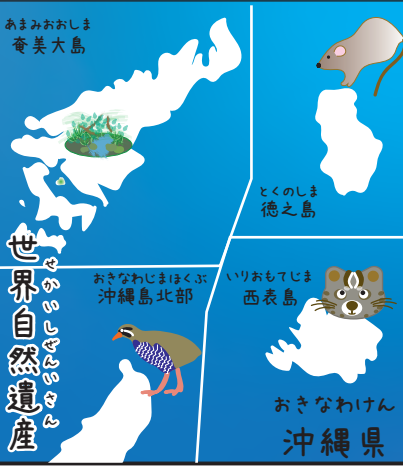 あまみおおしま
奄美大島
とくのしま
徳之島
おきなわじまほくぶ
沖縄島北部
いりおもてじま
西表島
せかいしぜんいさん
世界自然遺産
おきなわけん
沖縄県